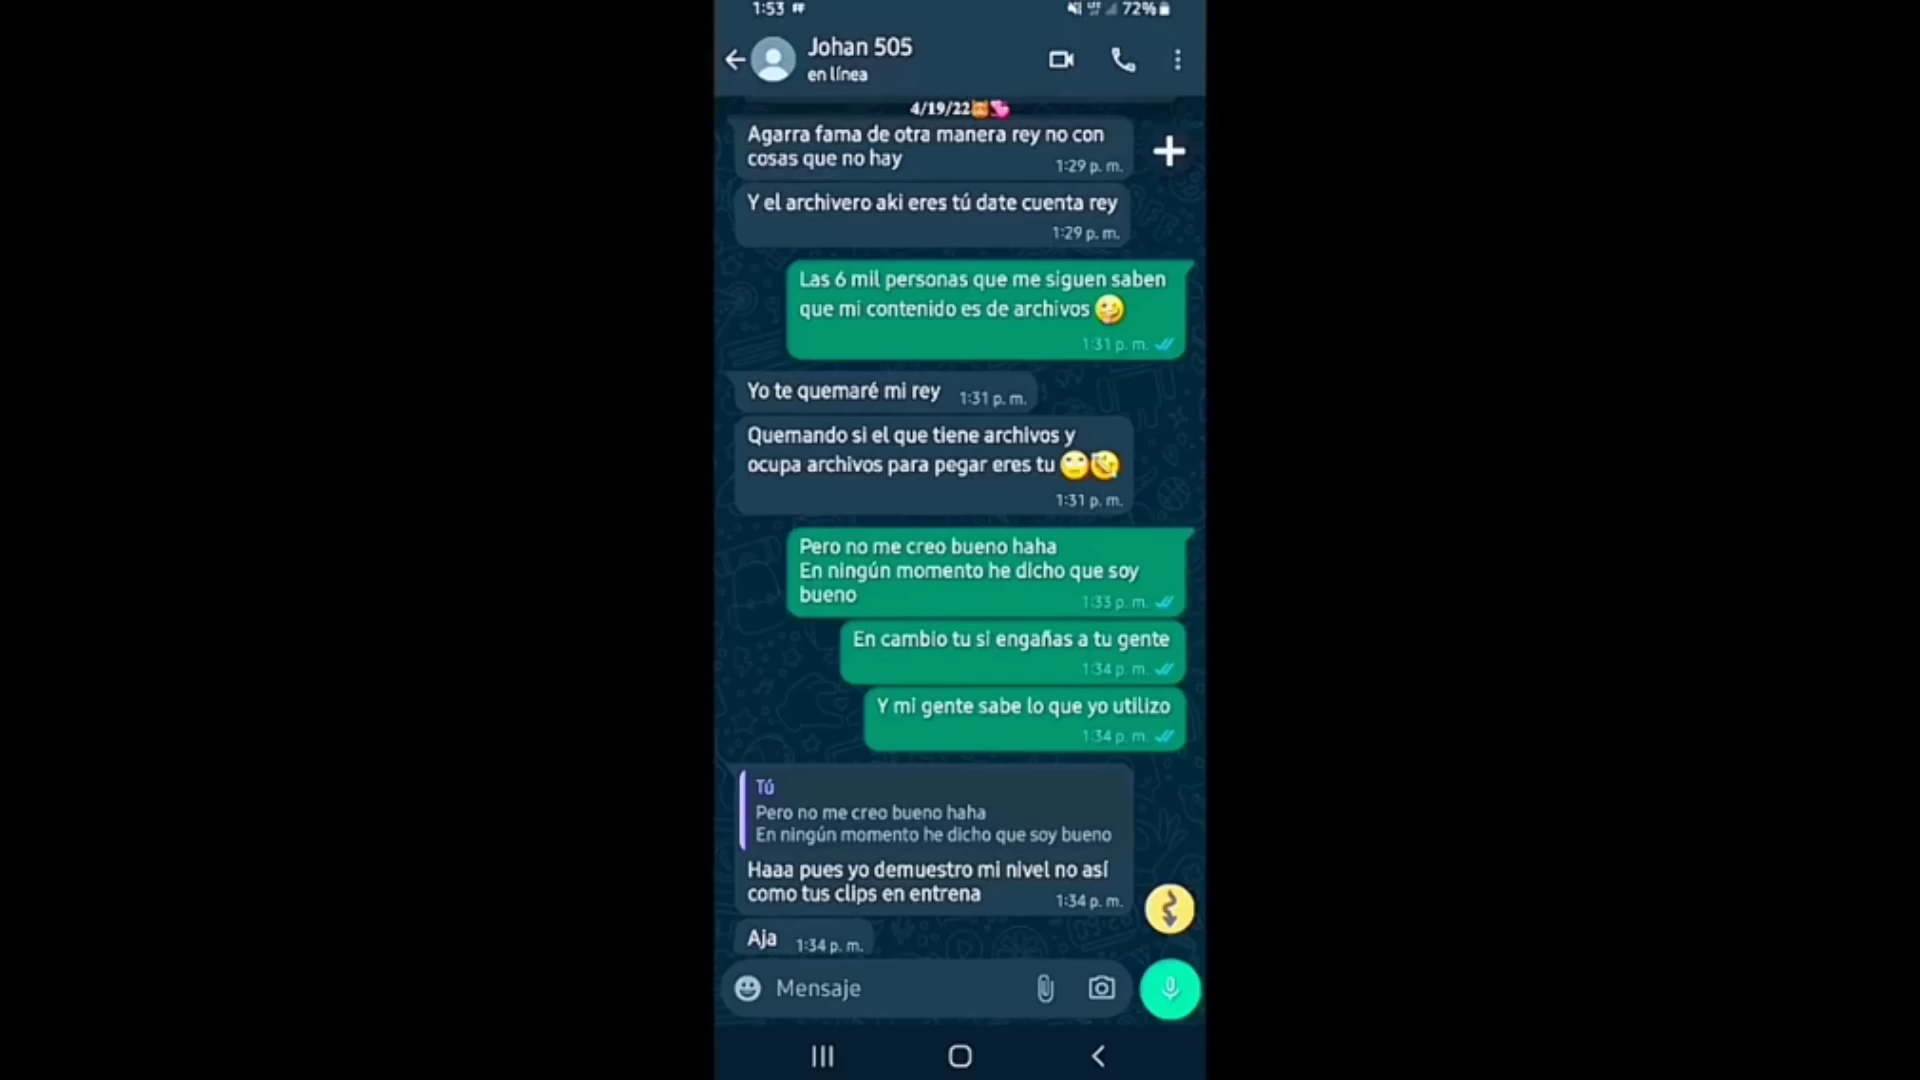 1:53 FF
72%
Johan 505
en línea
4/19/22
Agarra fama de otra manera rey no con
cosas que no hay
1:29 p. m.
Y el archivero aki eres tú date cuenta rey
1:29 p. m.
Las 6 mil personas que me siguen saben
que mi contenido es de archivos
1:31 p. m.
Yo te quemaré mi rey
1:31 p. m.
Quemando si el que tiene archivos y
ocupa archivos para pegar eres tu
1:31 p. m.
Pero no me creo bueno haha
En ningún momento he dicho que soy
bueno
1:33 p. m.
En cambio tu si engañas a tu gente
1:34 p. m.
Y mi gente sabe lo que yo utilizo
1:34 p. m.
Tú
Pero no me creo bueno haha
En ningún momento he dicho que soy bueno
Haaa pues yo demuestro mi nivel no así
como tus clips en entrena
1:34 p. m.
Aja
1:34 p. m.
Mensaje